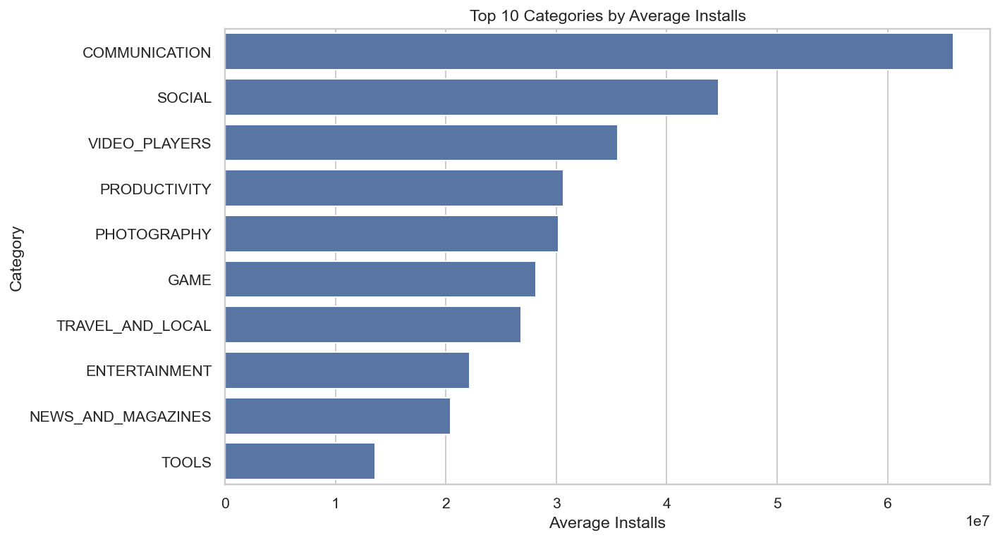 Top 10 Categories by Average Installs
Category
COMMUNICATION
SOCIAL
VIDEO_PLAYERS
PRODUCTIVITY
PHOTOGRAPHY
GAME
TRAVEL_AND_LOCAL
ENTERTAINMENT
NEWS_AND_MAGAZINES
TOOLS
0 1 2 3 4 5 6
1e7
Average Installs